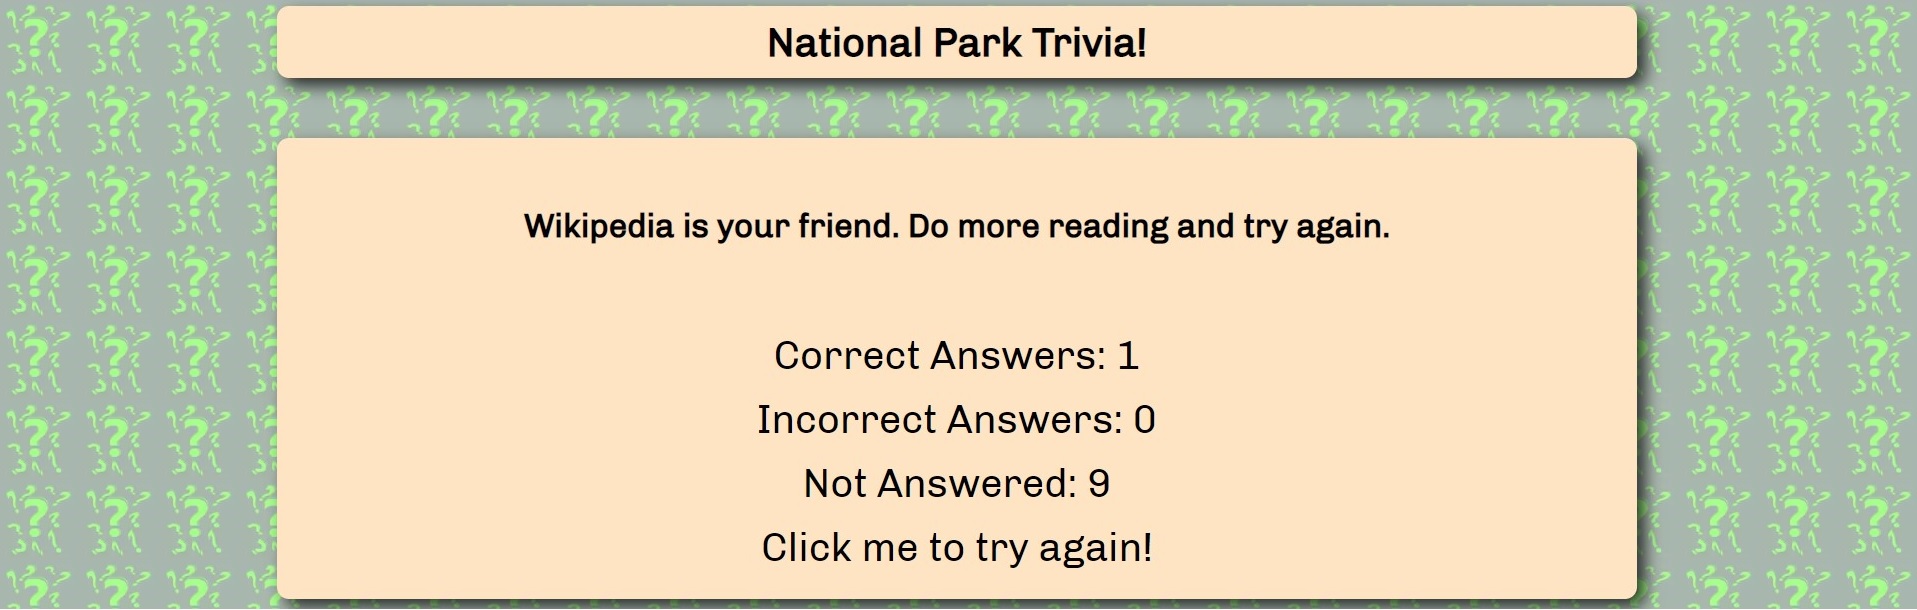 National Park Trivia!
Wikipedia is your friend. Do more reading and try again.
Correct Answers: 1
Incorrect Answers: 0
Not Answered: 9
Click me to try again!